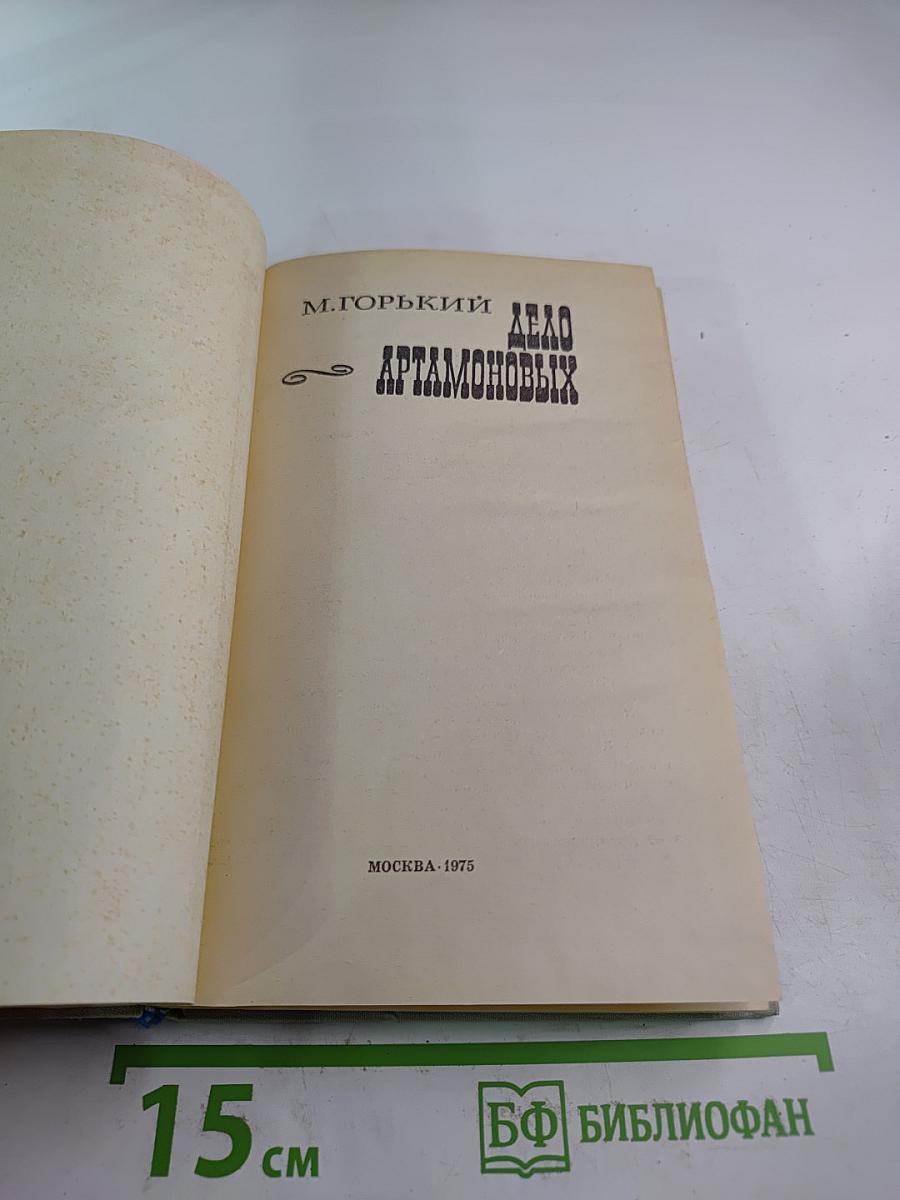 М.ГОРЬКИЙ
ДЕЛО
АРТАМОНОВЫХ
МОСКВА·1975
15 см
БФ БИБЛИОФАН